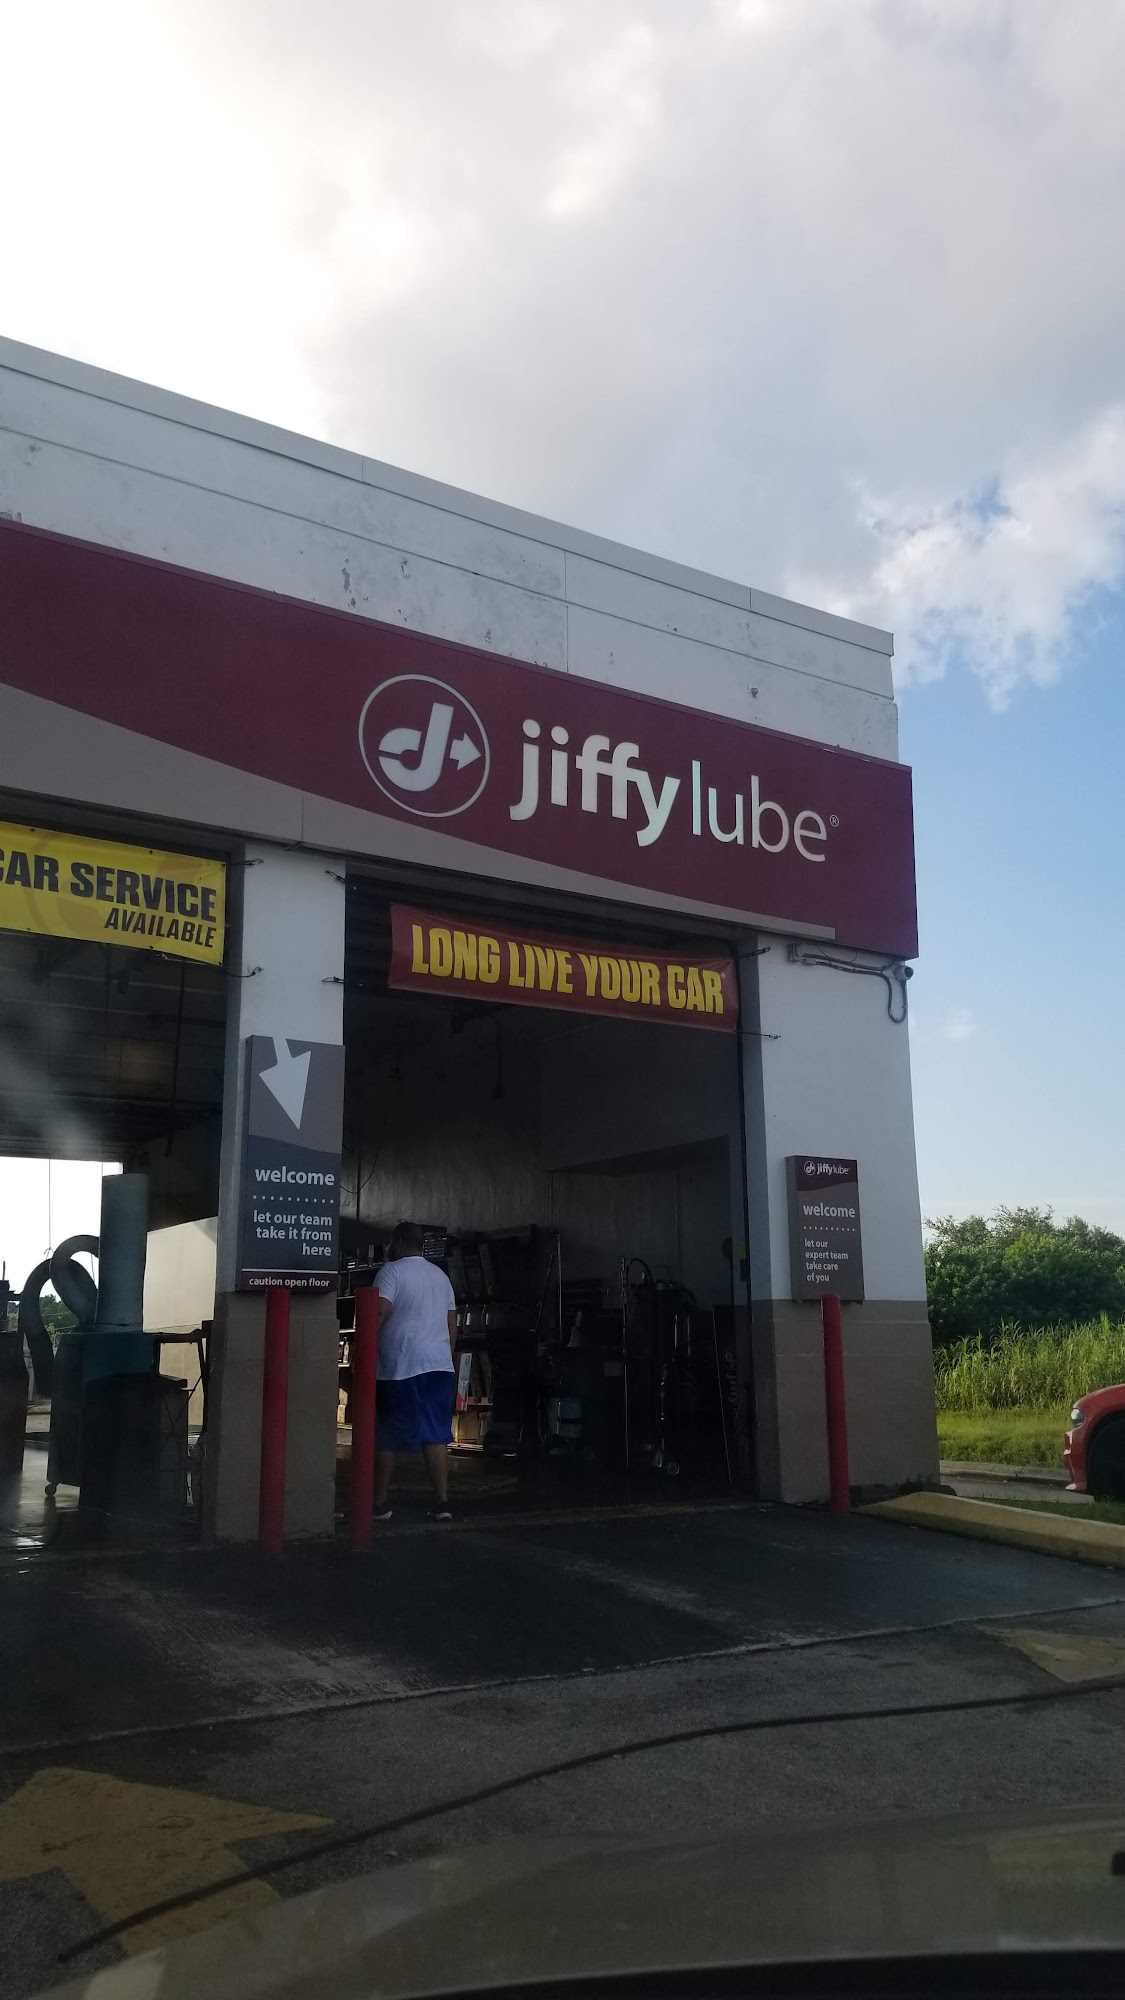 jiffy lube®
CAR SERVICE
AVAILABLE
LONG LIVE YOUR CAR
welcome
let our team
take it from
here
caution open floor
jiffy lube
welcome
let our
expert team
take care
of you